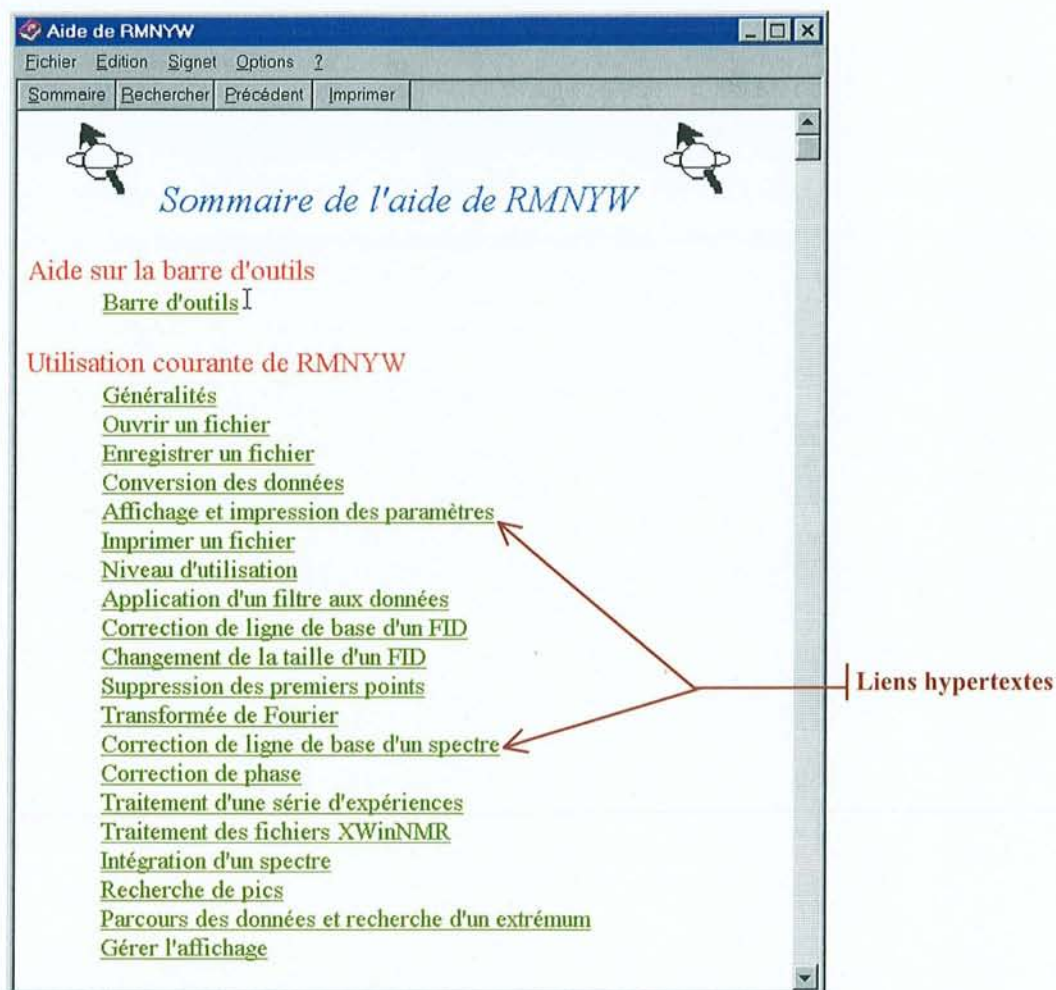 Aide de RMNYW
Fichier Edition Signet Options ?
Sommaire Rechercher Précédent Imprimer
Sommaire de l'aide de RMNYW
Aide sur la barre d'outils
Barre d'outils
Utilisation courante de RMNYW
Généralités
Ouvrir un fichier
Enregistrer un fichier
Conversion des données
Affichage et impression des paramètres
Imprimer un fichier
Niveau d'utilisation
Application d'un filtre aux données
Correction de ligne de base d'un FID
Changement de la taille d'un FID
Suppression des premiers points
Transformée de Fourier
Correction de ligne de base d'un spectre
Correction de phase
Traitement d'une série d'expériences
Traitement des fichiers XWinNMR
Intégration d'un spectre
Recherche de pics
Parcours des données et recherche d'un extrémum
Gérer l'affichage
Liens hypertextes